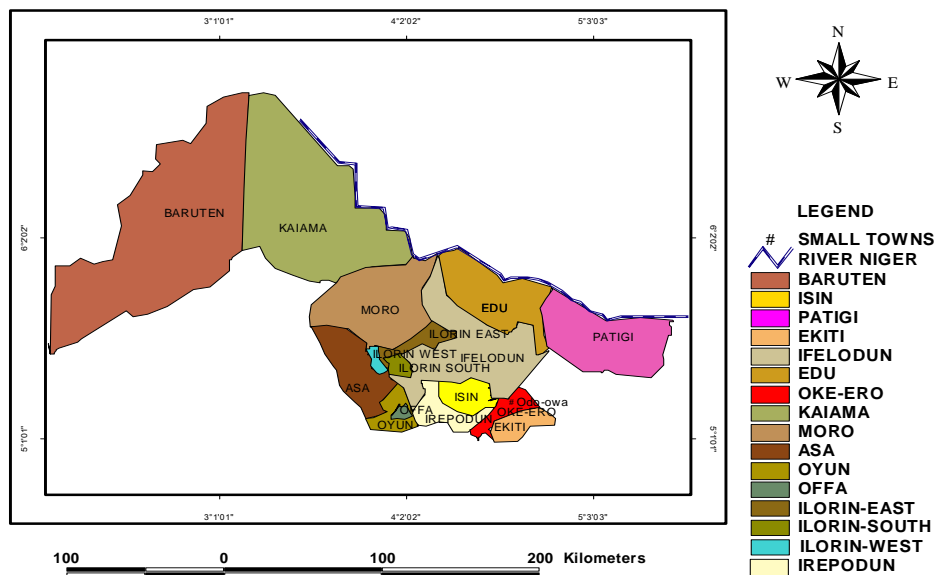 3°1'01" 4°2'02" 5°3'03"
N
W E
S
6°2'02" 6°2'02"
BARUTEN
KAIAMA
MORO
EDU
PATIGI
ILORIN EAST
ILORIN WEST
IFELODUN
ILORIN SOUTH
ASA
ISIN
OFFA
OYUN
IREPODUN
OKE-ERO
EKITI
5°1'01" 5°1'01"
3°1'01" 4°2'02" 5°3'03"
100 0 100 200 Kilometers
LEGEND
# SMALL TOWNS
RIVER NIGER
BARUTEN
ISIN
PATIGI
EKITI
IFELODUN
EDU
OKE-ERO
KAIAMA
MORO
ASA
OYUN
OFFA
ILORIN-EAST
ILORIN-SOUTH
ILORIN-WEST
IREPODUN